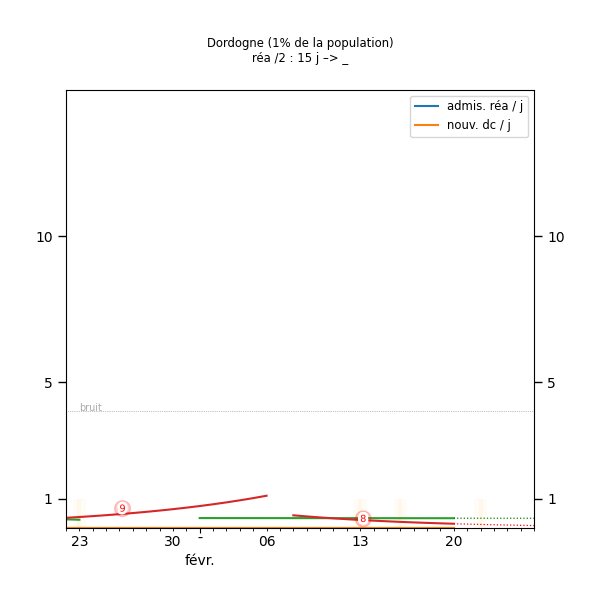 Dordogne (1% de la population)
réa /2 : 15 j –> _
admis. réa / j
nouv. dc / j
10
10
5
5
bruit
1
1
9
8
23
30
-
06
13
20
févr.